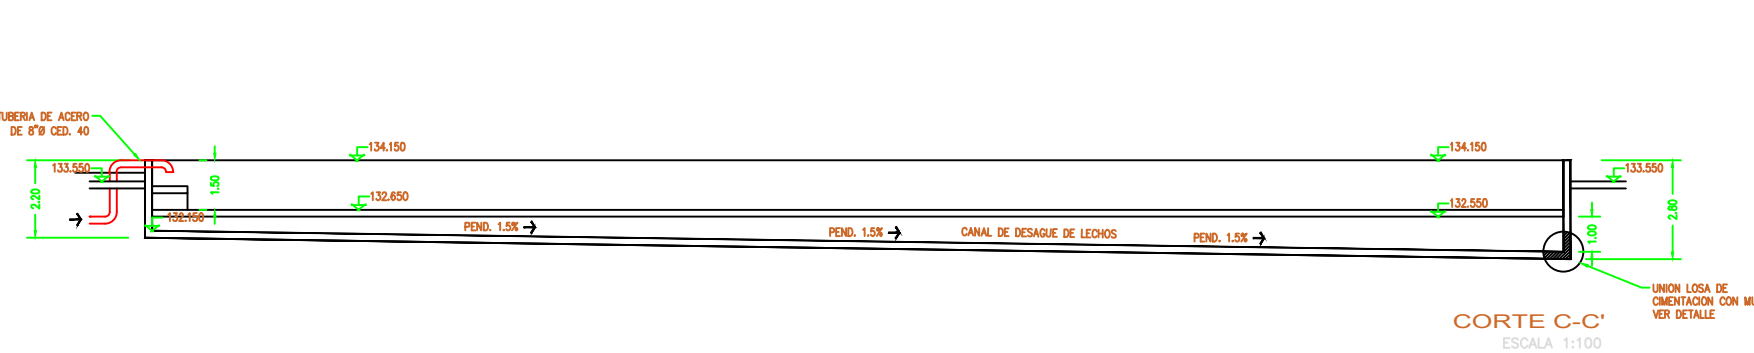 TUBERIA DE ACERO
DE 8"Ø CED. 40
134.150
134.150
133.550
133.550
2.20
1.50
132.650
132.550
2.80
132.150
PEND. 1.5%
PEND. 1.5%
CANAL DE DESAGUE DE LECHOS
PEND. 1.5%
1.00
UNION LOSA DE
CIMENTACION CON
VER DETALLE
CORTE C-C'
ESCALA 1:100